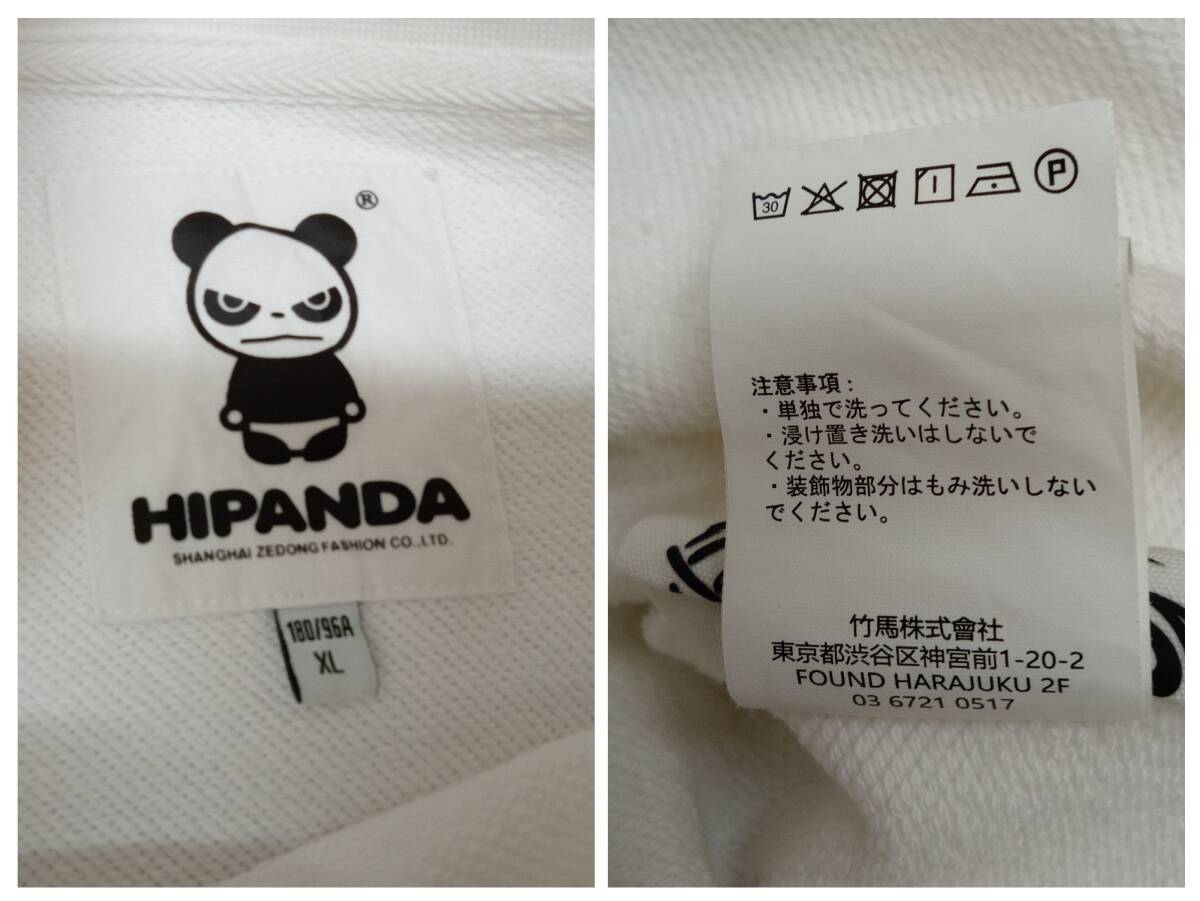 ®
HIPANDA
SHANGHAI ZEDONG FASHION CO.,LTD.
180/96A
XL
30
P
注意事項:
・単独で洗ってください。
・浸け置き洗いはしないで
ください。
・装飾物部分はもみ洗いしない
でください。
竹馬株式會社
東京都渋谷区神宮前1-20-2
FOUND HARAJUKU 2F
03 6721 0517